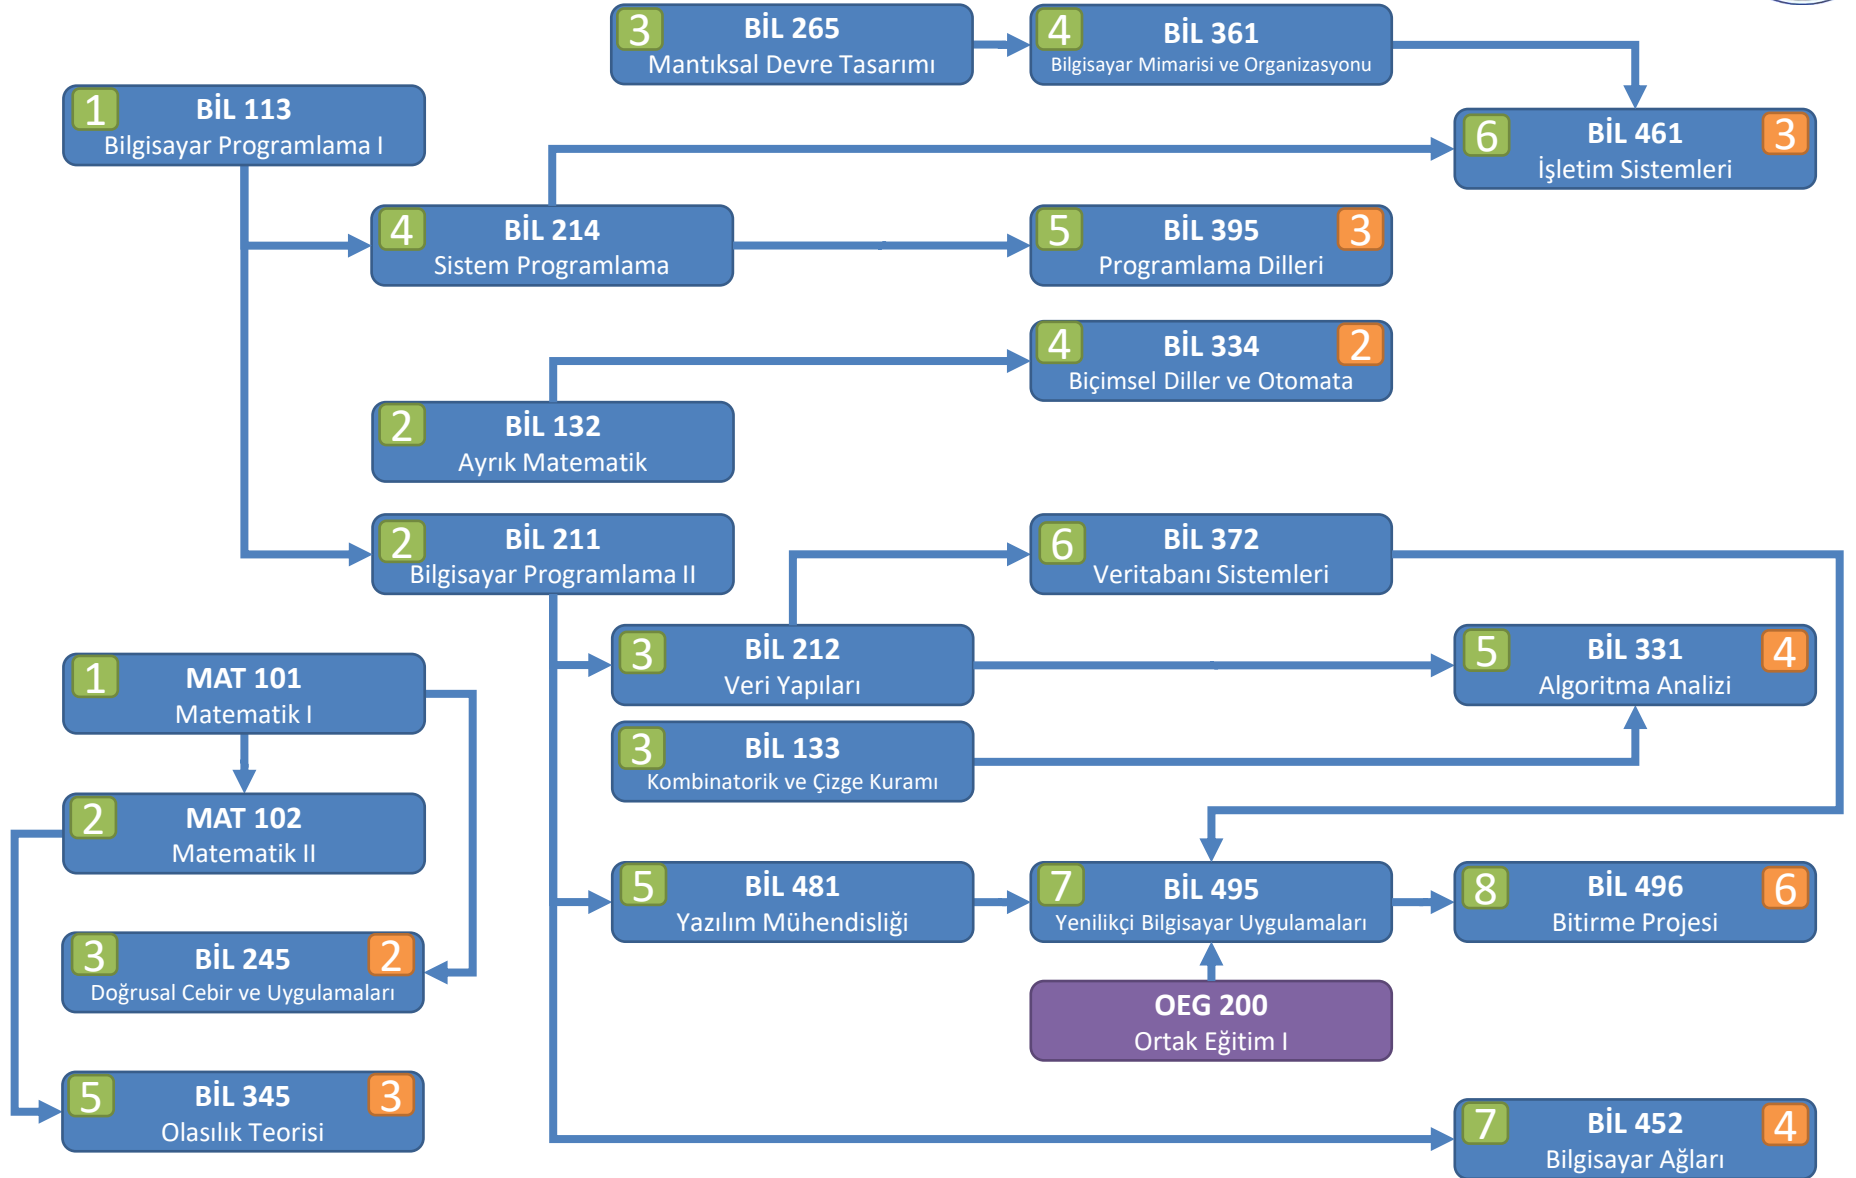 3
BİL 265
Mantıksal Devre Tasarımı
4
BİL 361
Bilgisayar Mimarisi ve Organizasyonu
1
BİL 113
Bilgisayar Programlama I
6
BİL 461
3
İşletim Sistemleri
4
BİL 214
Sistem Programlama
5
BİL 395
3
Programlama Dilleri
4
BİL 334
2
Biçimsel Diller ve Otomata
2
BİL 132
Ayrık Matematik
2
BİL 211
Bilgisayar Programlama II
6
BİL 372
Veritabanı Sistemleri
3
BİL 212
Veri Yapıları
5
BİL 331
4
Algoritma Analizi
1
MAT 101
Matematik I
3
BİL 133
Kombinatorik ve Çizge Kuramı
2
MAT 102
Matematik II
5
BİL 481
Yazılım Mühendisliği
7
BİL 495
Yenilikçi Bilgisayar Uygulamaları
8
BİL 496
6
Bitirme Projesi
3
BİL 245
2
Doğrusal Cebir ve Uygulamaları
OEG 200
Ortak Eğitim I
5
BİL 345
3
Olasılık Teorisi
7
BİL 452
4
Bilgisayar Ağları